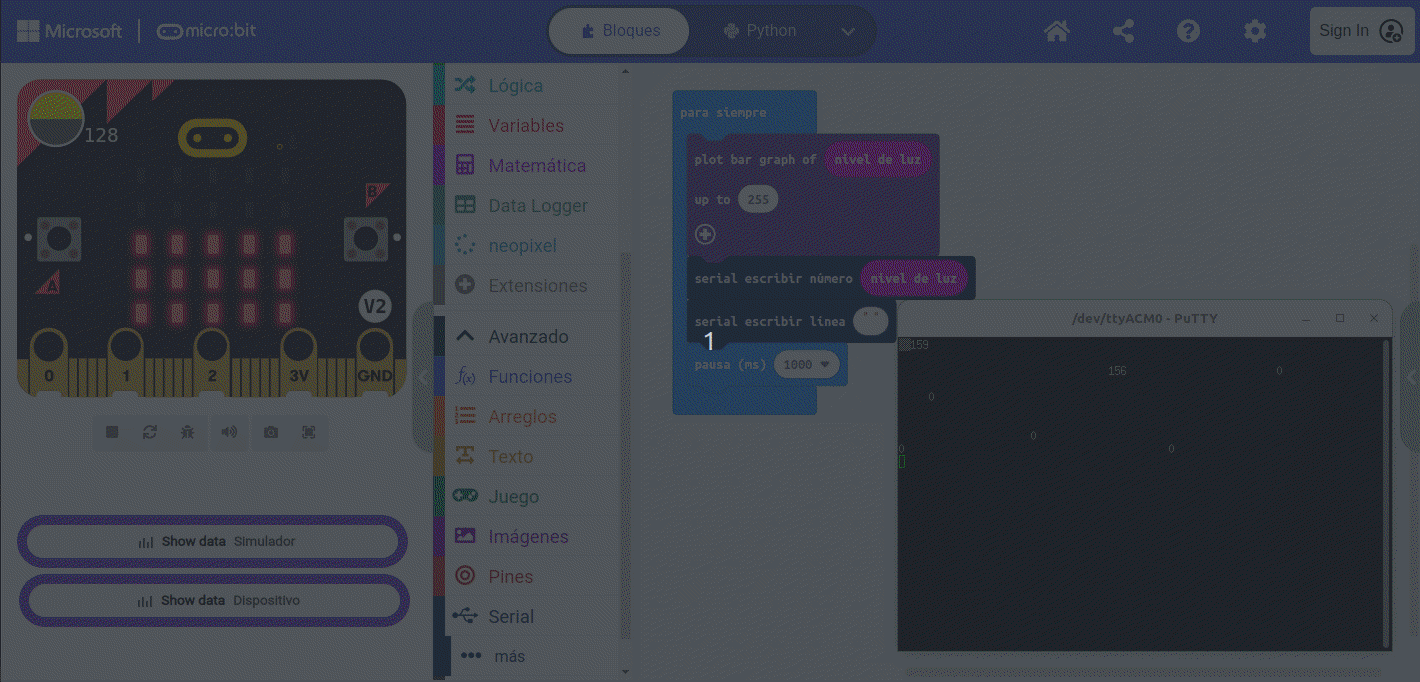 Microsoft
micro:bit
Bloques
Python
Sign In
128
B
A
V2
0 1 2 3V GND
Show data Simulador
Show data Dispositivo
Lógica
Variables
Matemática
Data Logger
neopixel
Extensiones
Avanzado
Funciones
f(x)
Arreglos
Texto
Juego
Imágenes
Pines
Serial
más
para siempre
plot bar graph of nivel de luz
up to 255
serial escribir número nivel de luz
serial escribir línea " "
1
pausa (ms) 1000
/dev/ttyACM0 - PuTTY
159
156 0
0
0
0 0